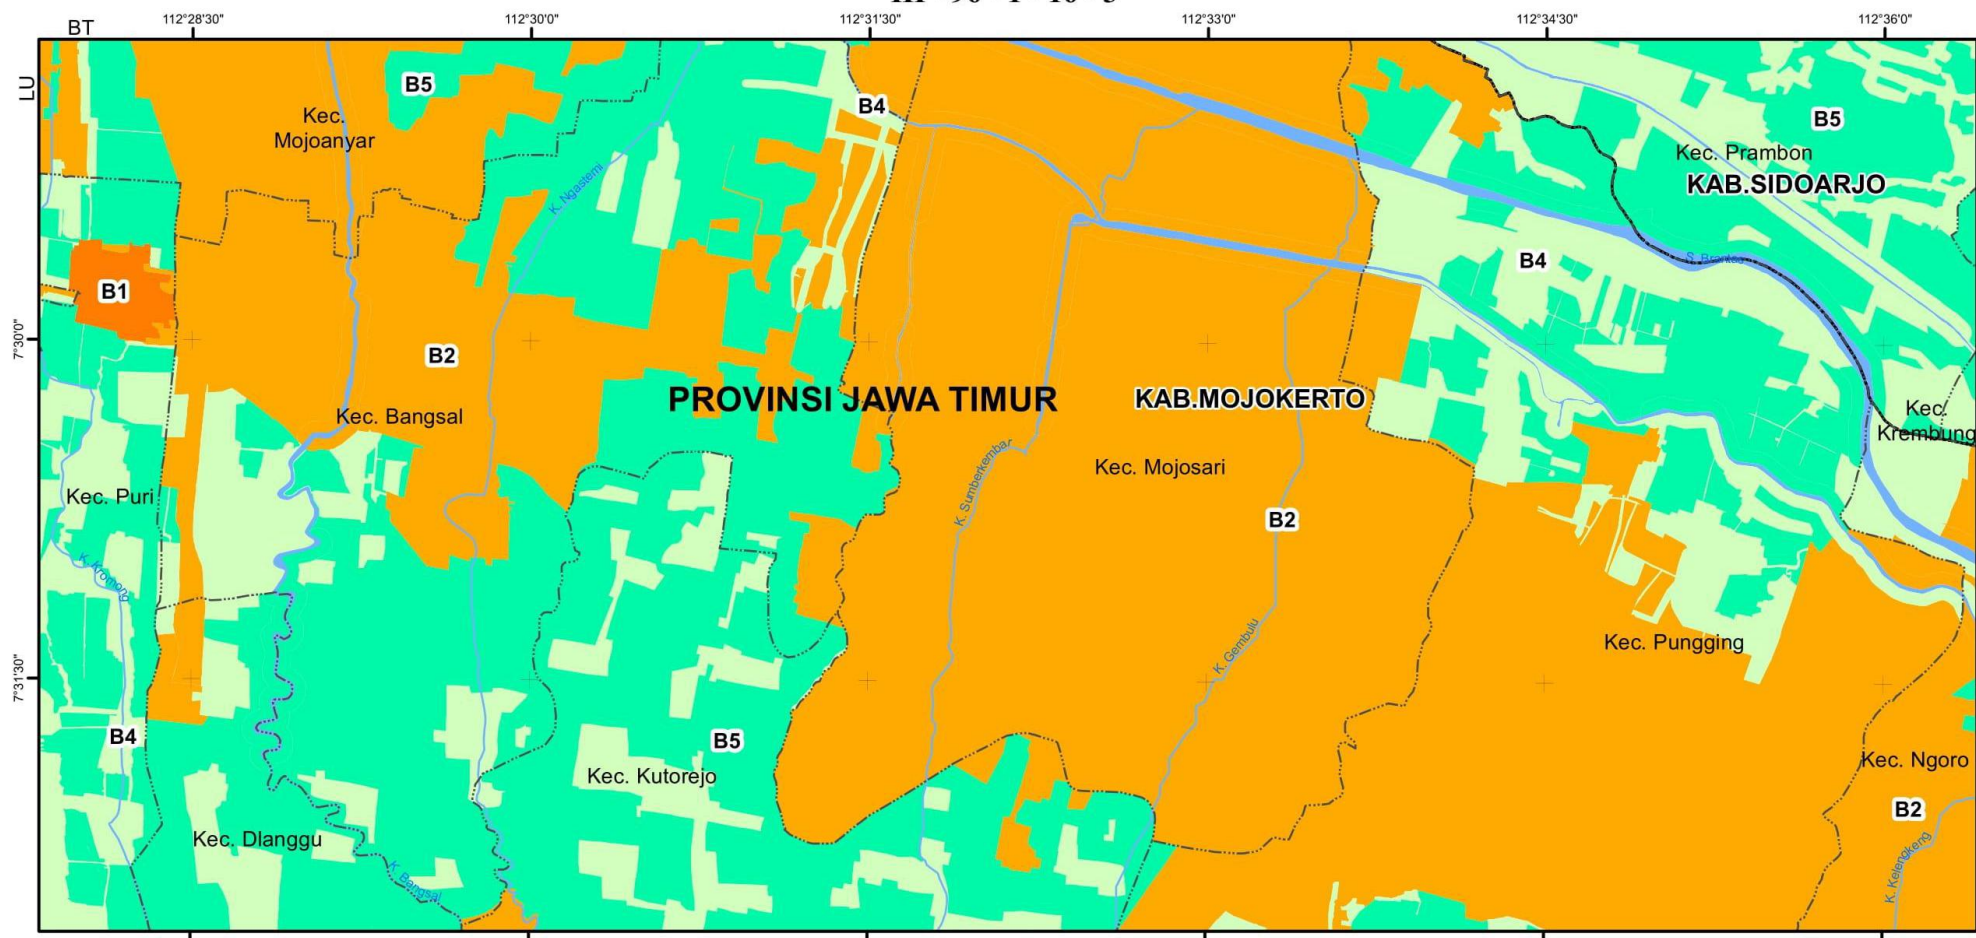 112°28'30"
112°30'0"
112°31'30"
112°33'0"
112°34'30"
112°36'0"
BT
LU
B5
B4
B5
Kec.
Mojoanyar
Kec. Prambon
KAB.SIDOARJO
K. Ngastemi
B4
S. Brantas
B1
7°30'0"
B2
PROVINSI JAWA TIMUR
KAB.MOJOKERTO
Kec. Bangsal
Kec.
Krembung
K. Sumberkembar
Kec. Mojosari
Kec. Puri
B2
K. Kromong
K. Gembulu
Kec. Pungging
7°31'30"
B4
B5
Kec. Kutorejo
Kec. Ngoro
B2
Kec. Dlanggu
K. Bangsal
K. Kelengkeng